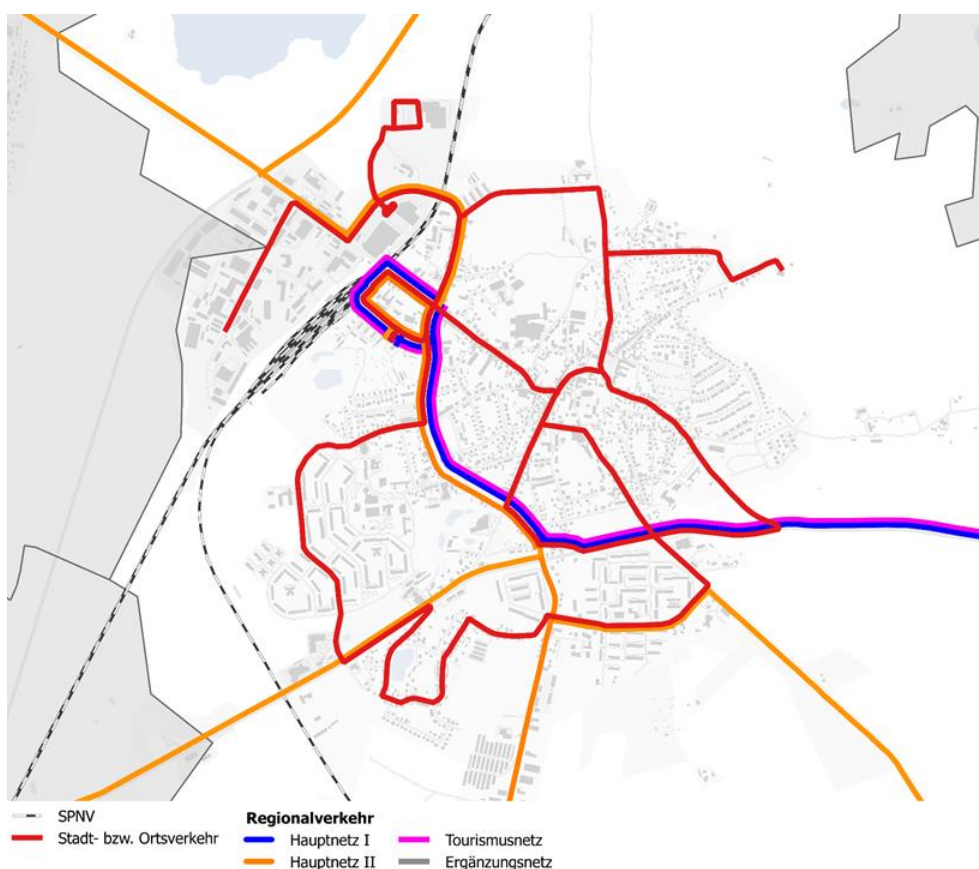 SPNV
Stadt- bzw. Ortsverkehr
Regionalverkehr
Hauptnetz I
Hauptnetz II
Tourismusnetz
Ergänzungsnetz